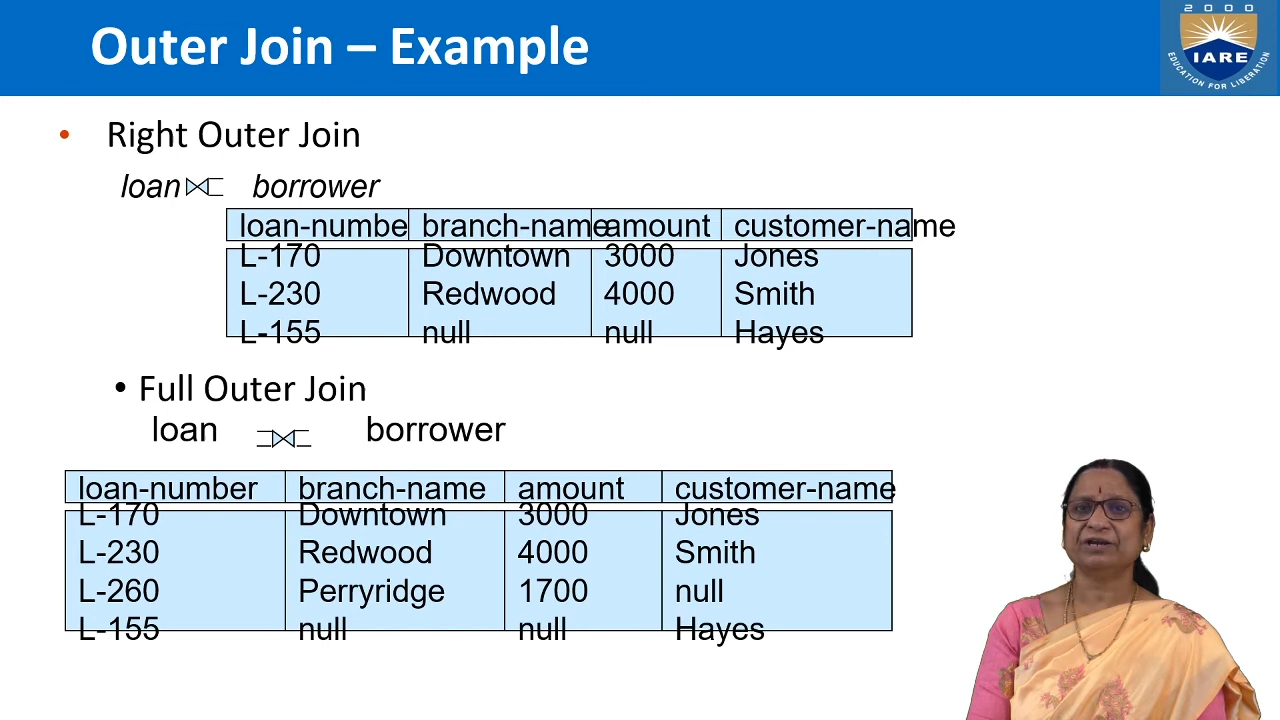 Outer Join – Example
2000
IARE
EDUCATION FOR LIBERATION
• Right Outer Join
loan borrower
loan-numbe branch-name amount customer-name
L-170 Downtown 3000 Jones
L-230 Redwood 4000 Smith
L-155 null null Hayes
• Full Outer Join
loan borrower
loan-number branch-name amount customer-name
L-170 Downtown 3000 Jones
L-230 Redwood 4000 Smith
L-260 Perryridge 1700 null
L-155 null null Hayes